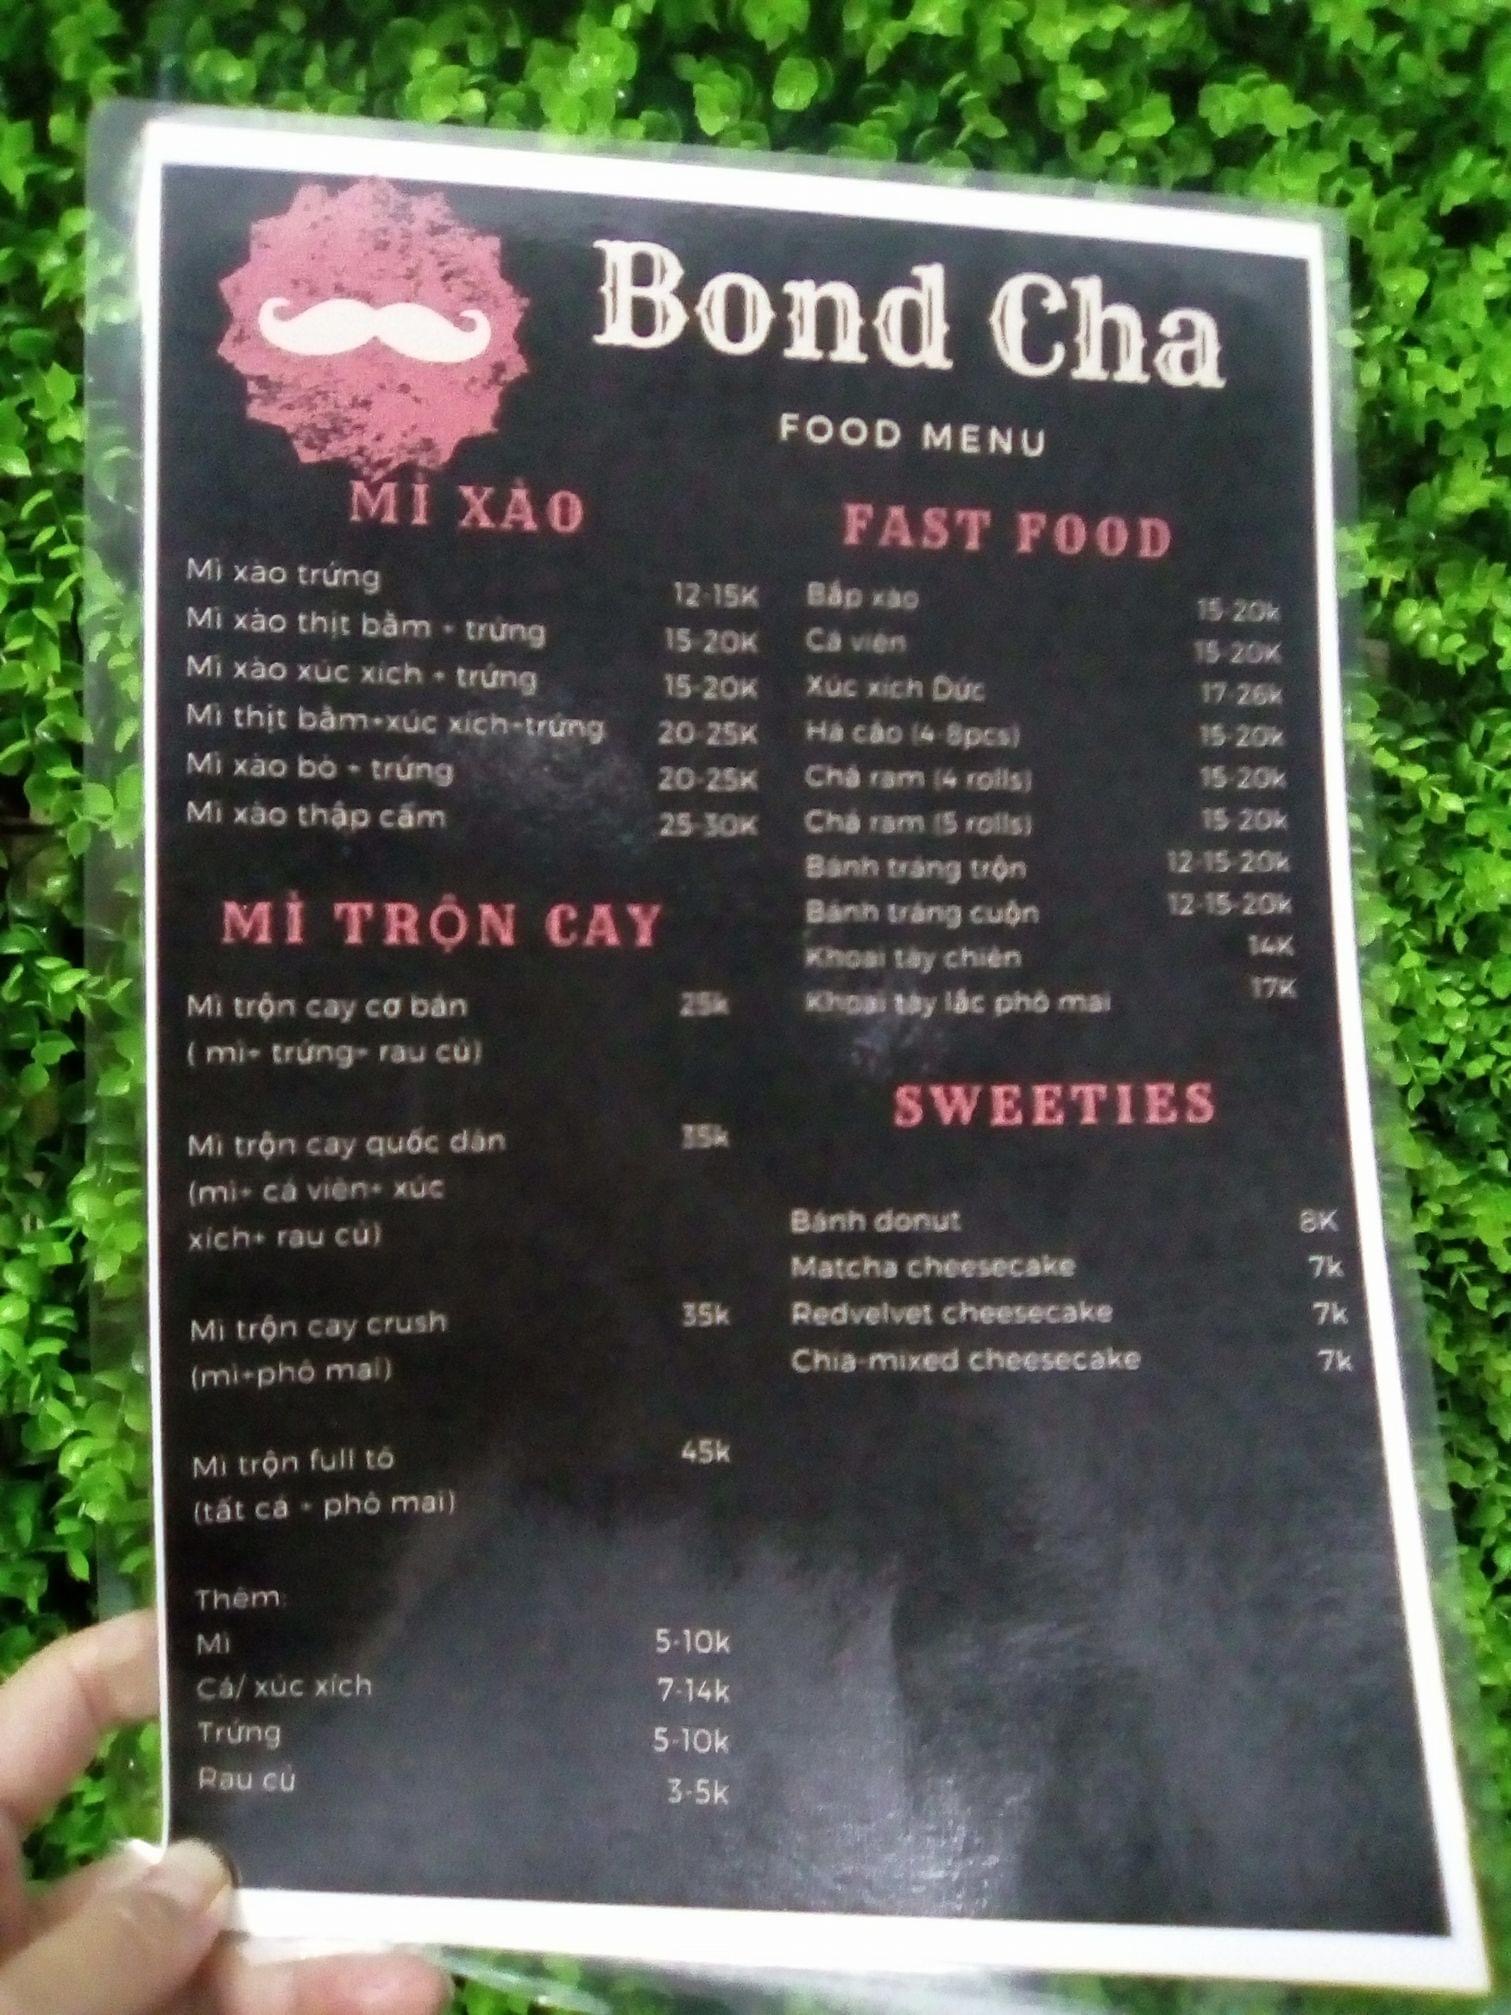 Bond Cha
FOOD MENU
MÌ XÀO
Mì xào trứng 12-15K
Mì xào thịt bằm + trứng 15-20K
Mì xào xúc xích + trứng 15-20K
Mì thịt bằm+xúc xích+trứng 20-25K
Mì xào bò + trứng 20-25K
Mì xào thập cẩm 25-30K
MÌ TRỘN CAY
Mì trộn cay cơ bản 25k
( mì+ trứng+ rau củ)
Mì trộn cay quốc dân 35k
(mì+ cá viên+ xúc
xích+ rau củ)
Mì trộn cay crush 35k
(mì+phô mai)
Mì trộn full tô 45k
(tất cả + phô mai)
Thêm:
Mì 5-10k
Cá/ xúc xích 7-14k
Trứng 5-10k
Rau củ 3-5k
FAST FOOD
Bắp xào 15-20k
Cá viên 15-20K
Xúc xích Đức 17-26k
Há cảo (4-8pcs) 15-20k
Chả ram (4 rolls) 15-20k
Chả ram (5 rolls) 15-20k
Bánh tráng trộn 12-15-20k
Bánh tráng cuộn 12-15-20k
Khoai tây chiên 14K
Khoai tây lắc phô mai 17K
SWEETIES
Bánh donut 8K
Matcha cheesecake 7k
Redvelvet cheesecake 7k
Chia-mixed cheesecake 7k